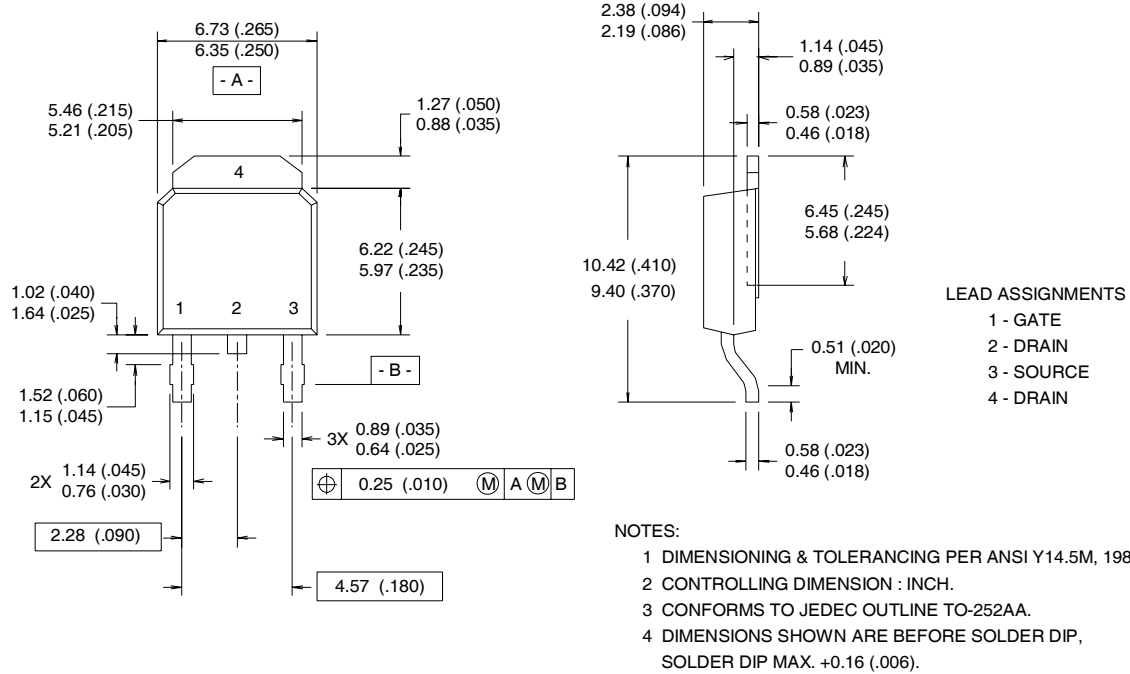 6.73 (.265)
6.35 (.250)
- A -
5.46 (.215)
5.21 (.205)
1.27 (.050)
0.88 (.035)
4
6.22 (.245)
5.97 (.235)
1.02 (.040)
1.64 (.025)
1 2 3
- B -
1.52 (.060)
1.15 (.045)
3X 0.89 (.035)
0.64 (.025)
2X 1.14 (.045)
0.76 (.030)
⌖ 0.25 (.010) Ⓜ A Ⓜ B
2.28 (.090)
4.57 (.180)
2.38 (.094)
2.19 (.086)
1.14 (.045)
0.89 (.035)
0.58 (.023)
0.46 (.018)
6.45 (.245)
5.68 (.224)
10.42 (.410)
9.40 (.370)
0.51 (.020)
MIN.
0.58 (.023)
0.46 (.018)
LEAD ASSIGNMENTS
1 - GATE
2 - DRAIN
3 - SOURCE
4 - DRAIN
NOTES:
1 DIMENSIONING & TOLERANCING PER ANSI Y14.5M, 198
2 CONTROLLING DIMENSION : INCH.
3 CONFORMS TO JEDEC OUTLINE TO-252AA.
4 DIMENSIONS SHOWN ARE BEFORE SOLDER DIP,
SOLDER DIP MAX. +0.16 (.006).